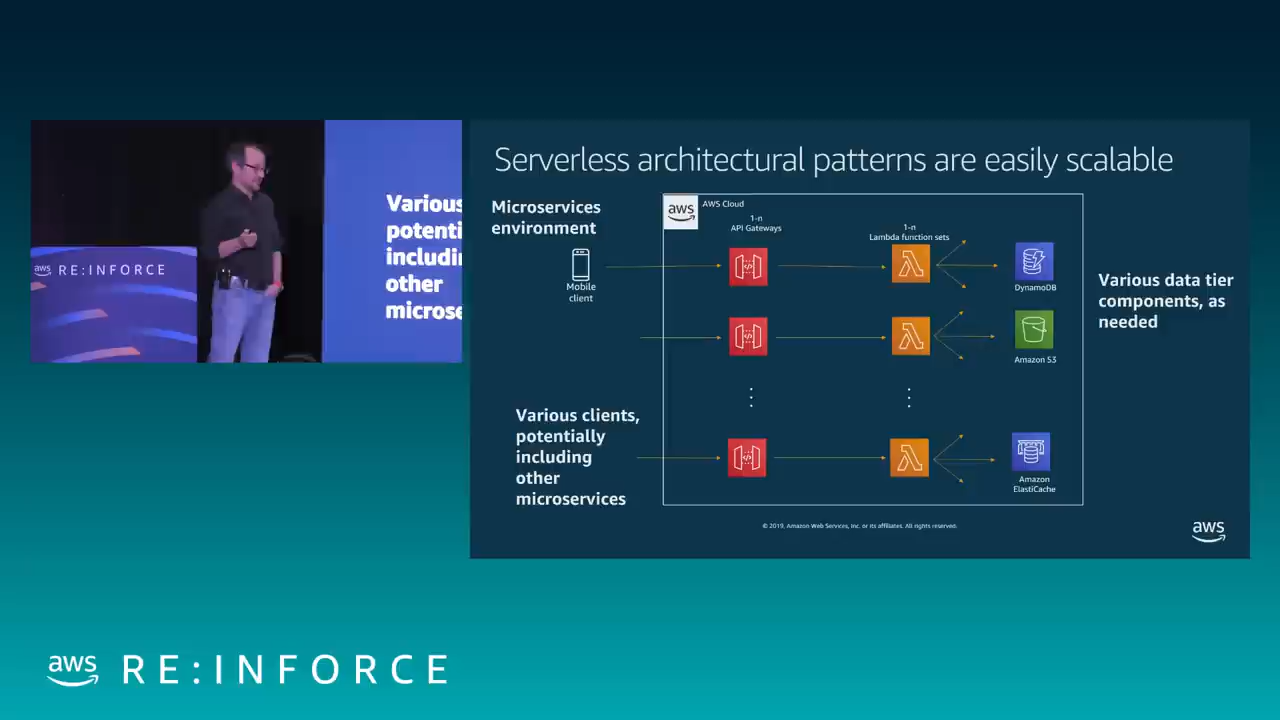 Various
potenti
includin
other
microse
aws RE:INFORCE
Serverless architectural patterns are easily scalable
Microservices
environment
Mobile
client
Various clients,
potentially
including
other
microservices
aws
AWS Cloud
1-n
API Gateways
1-n
Lambda function sets
DynamoDB
Amazon S3
Amazon
ElastiCache
Various data tier
components, as
needed
© 2019, Amazon Web Services, Inc. or its affiliates. All rights reserved.
aws
aws RE:INFORCE